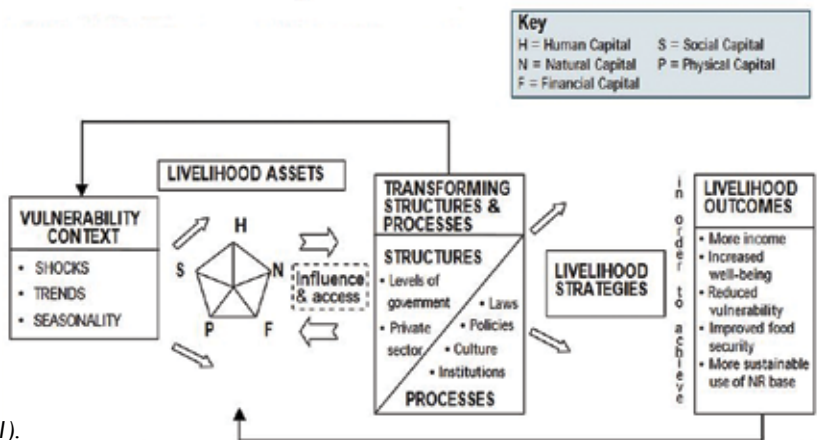 Key
H = Human Capital S = Social Capital
N = Natural Capital P = Physical Capital
F = Financial Capital
LIVELIHOOD ASSETS
VULNERABILITY
CONTEXT
• SHOCKS
• TRENDS
• SEASONALITY
H
S
N
P
F
Influence
& access
TRANSFORMING
STRUCTURES &
PROCESSES
STRUCTURES
• Levels of
government
• Private
sector
• Laws
• Policies
• Culture
• Institutions
PROCESSES
LIVELIHOOD
STRATEGIES
in order to achieve
LIVELIHOOD
OUTCOMES
• More income
• Increased
well-being
• Reduced
vulnerability
• Improved food
security
• More sustainable
use of NR base